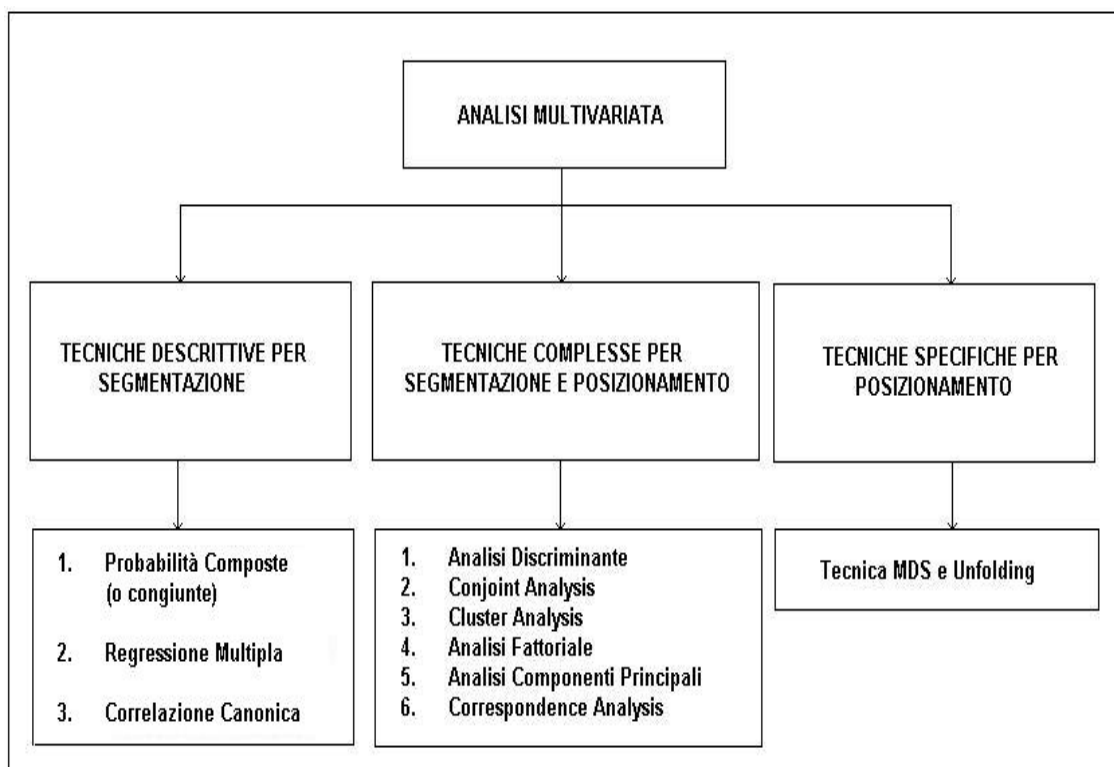 ANALISI MULTIVARIATA
TECNICHE DESCRITTIVE PER
SEGMENTAZIONE
TECNICHE COMPLESSE PER
SEGMENTAZIONE E POSIZIONAMENTO
TECNICHE SPECIFICHE PER
POSIZIONAMENTO
1. Probabilità Composte
(o congiunte)
2. Regressione Multipla
3. Correlazione Canonica
1. Analisi Discriminante
2. Conjoint Analysis
3. Cluster Analysis
4. Analisi Fattoriale
5. Analisi Componenti Principali
6. Correspondence Analysis
Tecnica MDS e Unfolding